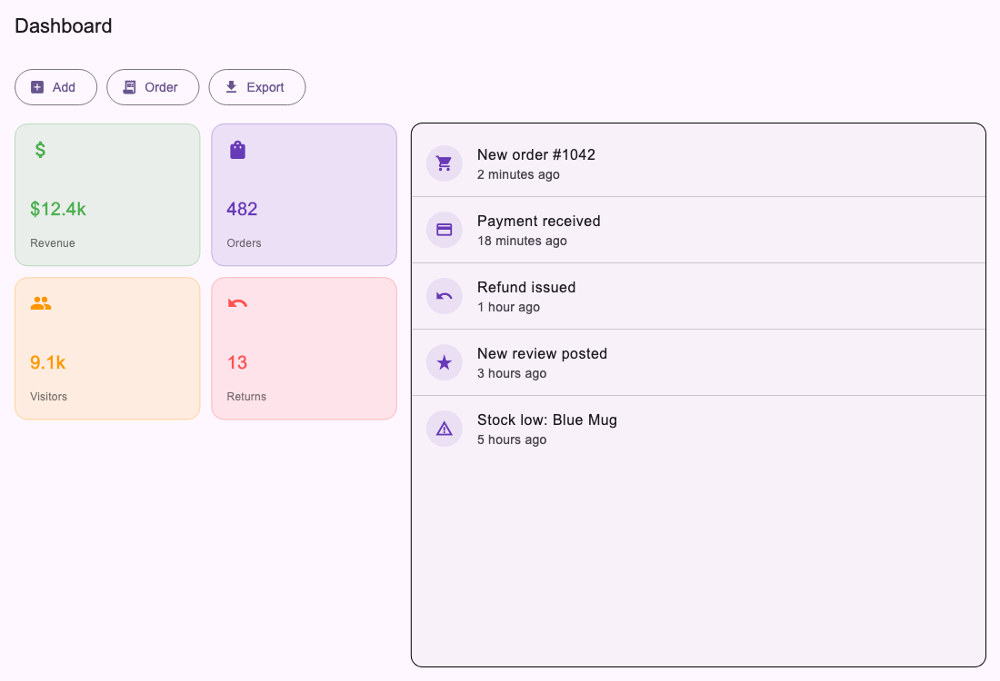 Dashboard
Add
Order
Export
$12.4k
Revenue
482
Orders
9.1k
Visitors
13
Returns
New order #1042
2 minutes ago
Payment received
18 minutes ago
Refund issued
1 hour ago
New review posted
3 hours ago
Stock low: Blue Mug
5 hours ago